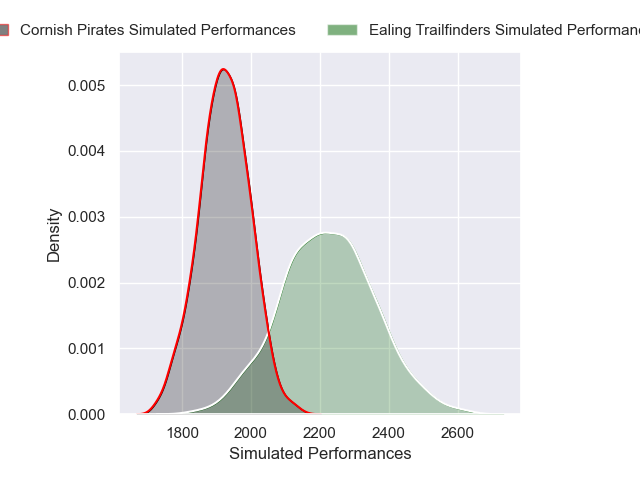 Cornish Pirates Simulated Performances
Ealing Trailfinders Simulated
0.005
0.004
0.003
0.002
0.001
0.000
Density
1800 2000 2200 2400 2600
Simulated Performances